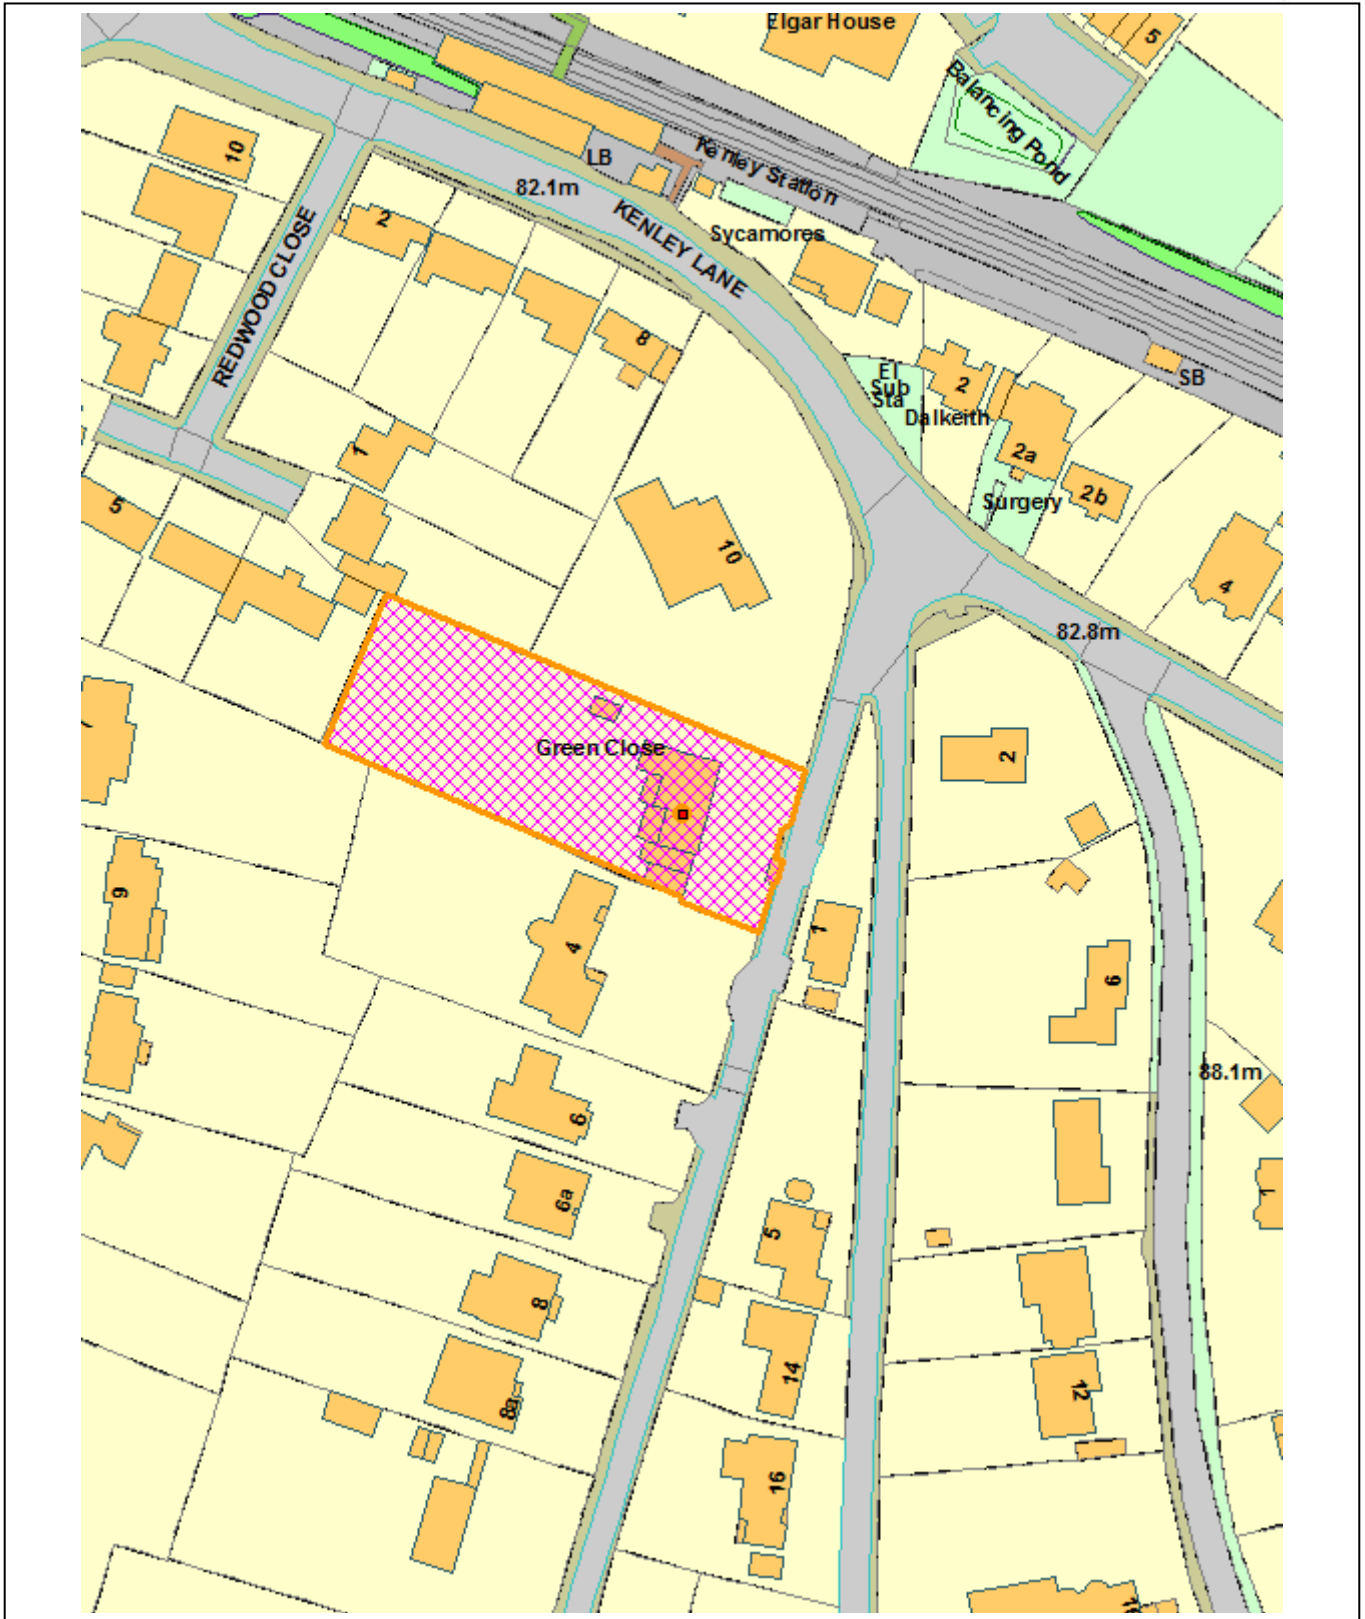 Elgar House
5
Balancing Pond
10
LB
Kenley Station
82.1m
2
KENLEY LANE
Sycamores
REDWOOD CLOSE
8
El
Sub
Sta
2
SB
Dalkeith
1
2a
2b
Surgery
5
10
4
82.8m
Green Close
2
9
1
4
6
88.1m
6
6a
1
5
8
14
12
8a
16